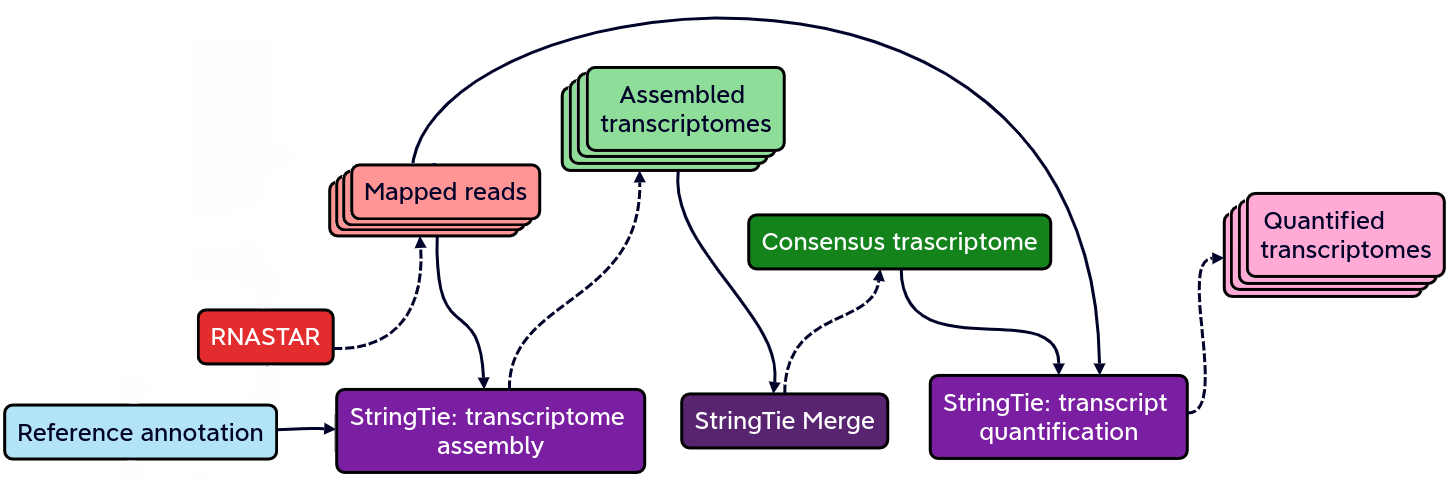 Assembled
transcriptomes
Mapped reads
Quantified
transcriptomes
Consensus trascriptome
RNASTAR
Reference annotation
StringTie: transcriptome
assembly
StringTie Merge
StringTie: transcript
quantification